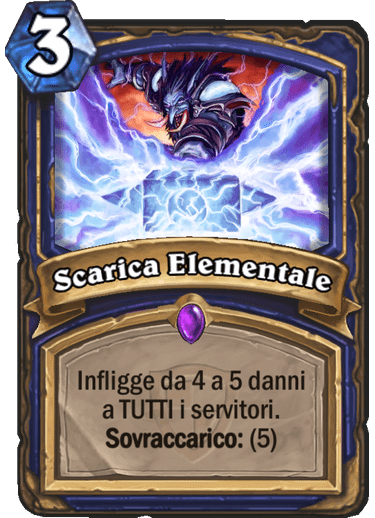 3
Scarica Elementale
Infligge da 4 a 5 danni
a TUTTI i servitori.
Sovraccarico: (5)